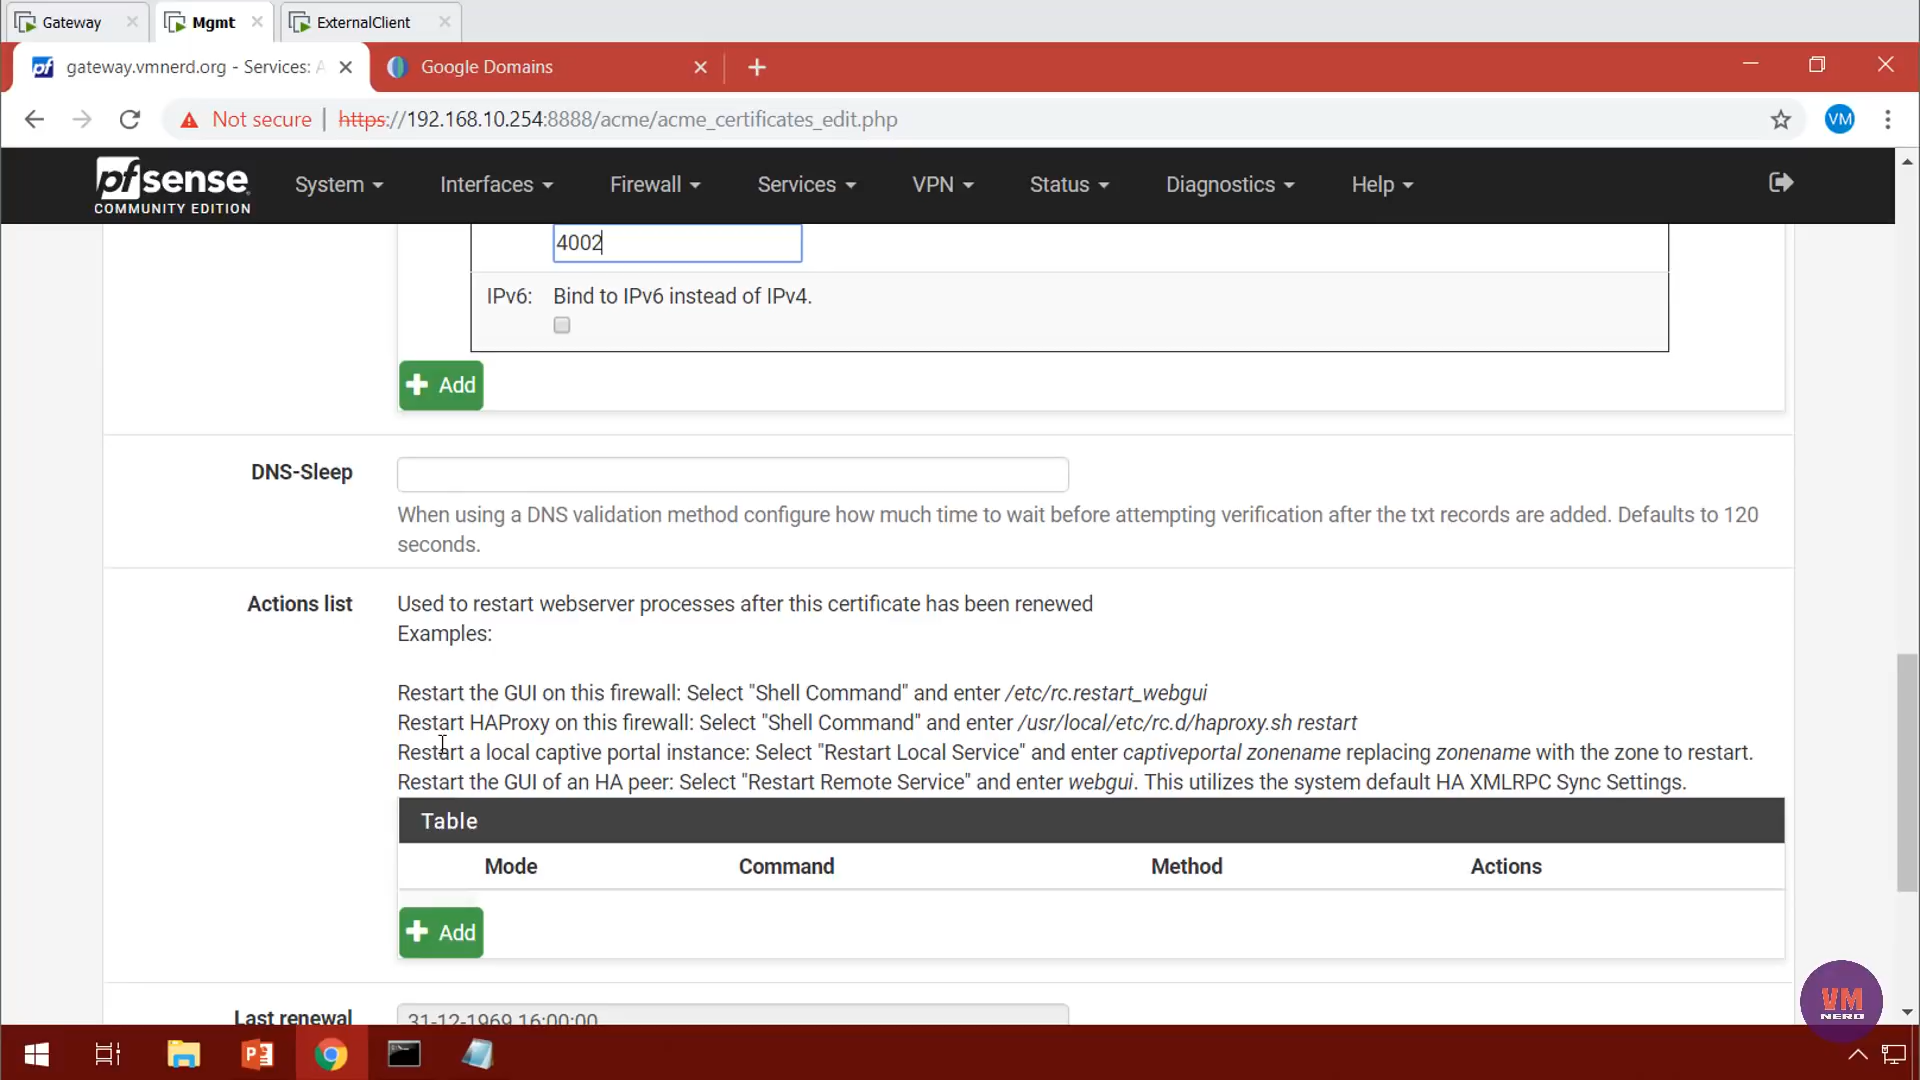 Gateway
Mgmt
ExternalClient
gateway.vmnerd.org - Services: A
Google Domains
Not secure
https://192.168.10.254:8888/acme/acme_certificates_edit.php
VM
pfsense
COMMUNITY EDITION
System
Interfaces
Firewall
Services
VPN
Status
Diagnostics
Help
4002
IPv6:
Bind to IPv6 instead of IPv4.
Add
DNS-Sleep
When using a DNS validation method configure how much time to wait before attempting verification after the txt records are added. Defaults to 120
seconds.
Actions list
Used to restart webserver processes after this certificate has been renewed
Examples:
Restart the GUI on this firewall: Select "Shell Command" and enter /etc/rc.restart_webgui
Restart HAProxy on this firewall: Select "Shell Command" and enter /usr/local/etc/rc.d/haproxy.sh restart
Restart a local captive portal instance: Select "Restart Local Service" and enter captiveportal zonename replacing zonename with the zone to restart.
Restart the GUI of an HA peer: Select "Restart Remote Service" and enter webgui. This utilizes the system default HA XMLRPC Sync Settings.
Table
Mode
Command
Method
Actions
Add
Last renewal
31-12-1969 16:00:00
VM
NERD